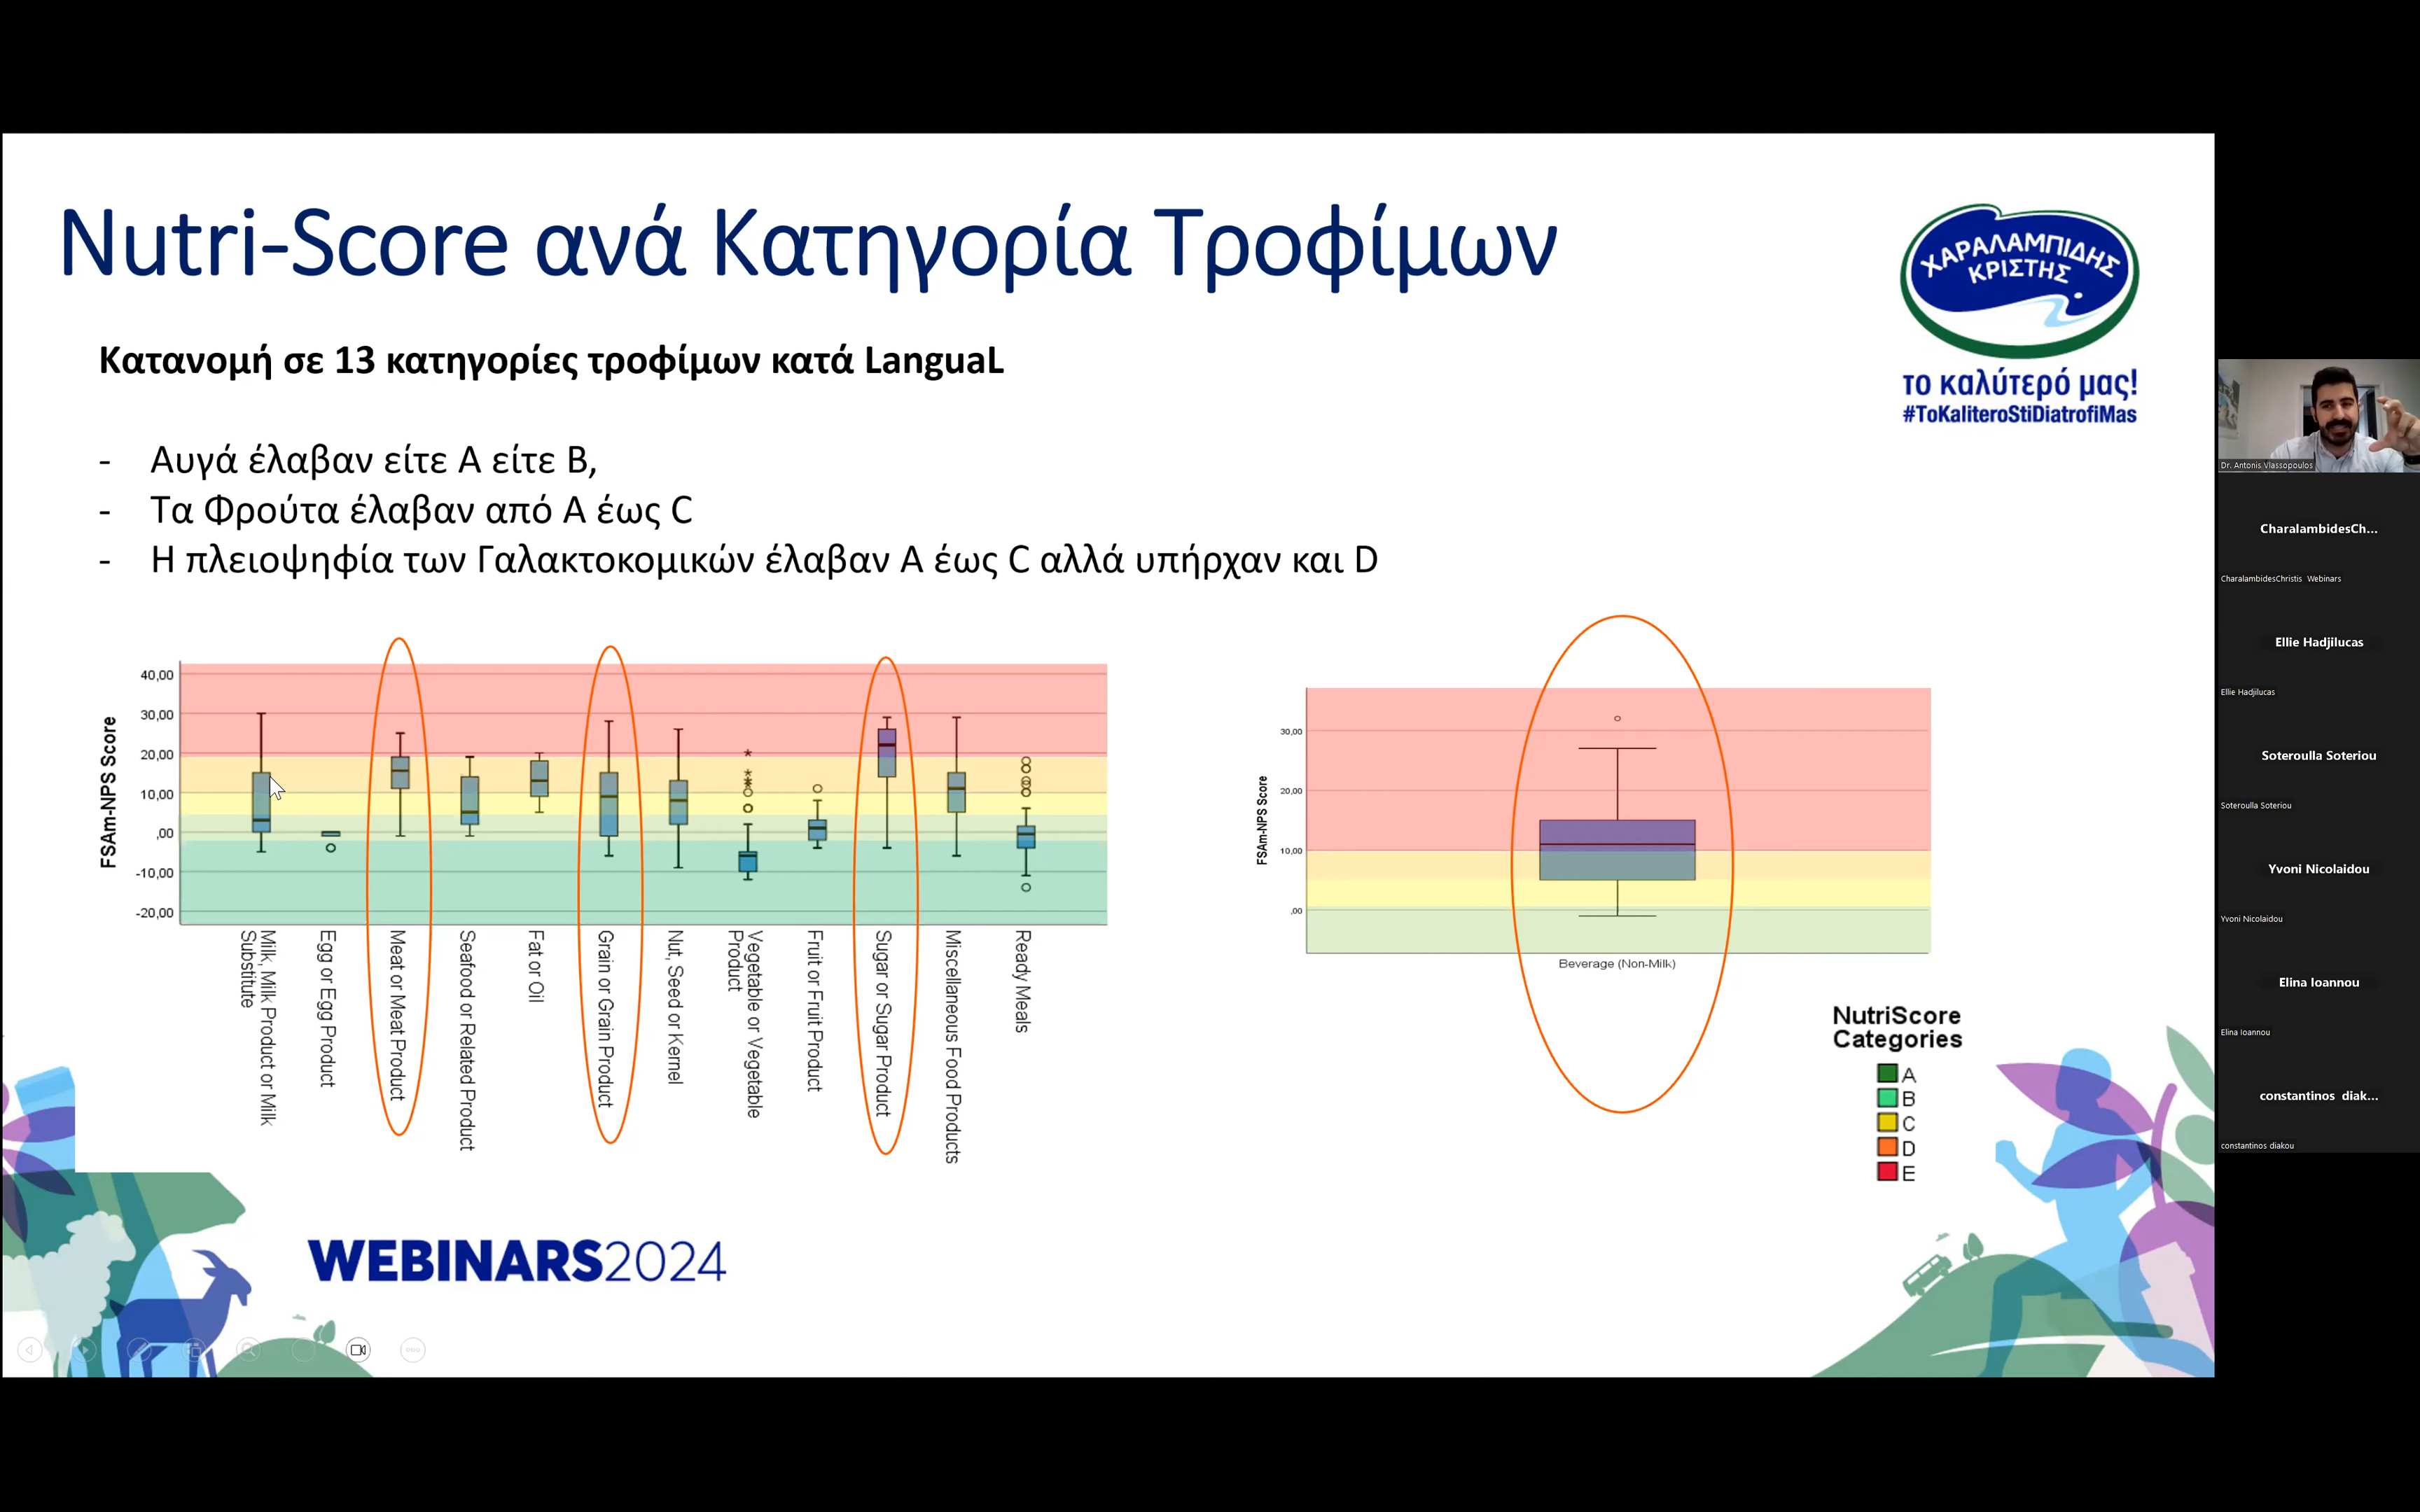 Nutri-Score ανά Κατηγορία Τροφίμων
ΧΑΡΑΛΑΜΠΙΔΗΣ
ΚΡΙΣΤΗΣ
το καλύτερό μας!
#ToKaliteroStiDiatrofiMas
Κατανομή σε 13 κατηγορίες τροφίμων κατά LanguaL
- Αυγά έλαβαν είτε Α είτε Β,
- Τα Φρούτα έλαβαν από Α έως C
- Η πλειοψηφία των Γαλακτοκομικών έλαβαν Α έως C αλλά υπήρχαν και D
FSAm-NPS Score
40,00
30,00
20,00
10,00
,00
-10,00
-20,00
Milk, Milk Product or Milk
Substitute
Egg or Egg Product
Meat or Meat Product
Seafood or Related Product
Fat or Oil
Grain or Grain Product
Nut, Seed or Kernel
Vegetable or Vegetable
Product
Fruit or Fruit Product
Sugar or Sugar Product
Miscellaneous Food Products
Ready Meals
FSAm-NPS Score
30,00
20,00
10,00
,00
Beverage (Non-Milk)
NutriScore
Categories
A
B
C
D
E
WEBINARS2024
Dr. Antonis Vlassopoulos
CharalambidesCh...
CharalambidesChristis Webinars
Ellie Hadjilucas
Ellie Hadjilucas
Soteroulla Soteriou
Soteroulla Soteriou
Yvoni Nicolaidou
Yvoni Nicolaidou
Elina Ioannou
Elina Ioannou
constantinos diak...
constantinos diakou